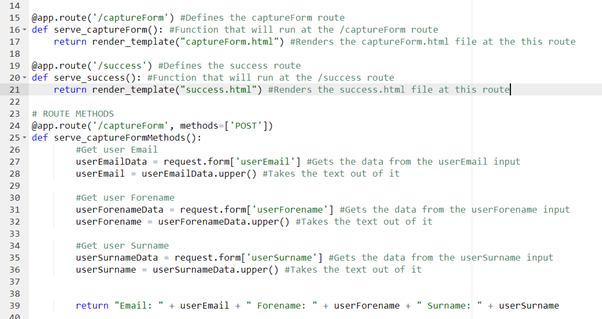 14
15 @app.route('/captureForm') #Defines the captureForm route
16 def serve_captureForm(): #Function that will run at the /captureForm route
17     return render_template("captureForm.html") #Renders the captureForm.html file at the this route
18
19 @app.route('/success') #Defines the success route
20 def serve_success(): #Function that will run at the /success route
21     return render_template("success.html") #Renders the success.html file at this route
22
23 # ROUTE METHODS
24 @app.route('/captureForm', methods=['POST'])
25 def serve_captureFormMethods():
26         #Get user Email
27         userEmailData = request.form['userEmail'] #Gets the data from the userEmail input
28         userEmail = userEmailData.upper() #Takes the text out of it
29
30         #Get user Forename
31         userForenameData = request.form['userForename'] #Gets the data from the userForename input
32         userForename = userForenameData.upper() #Takes the text out of it
33
34         #Get user Surname
35         userSurnameData = request.form['userSurname'] #Gets the data from the userSurname input
36         userSurname = userSurnameData.upper() #Takes the text out of it
37
38
39         return "Email: " + userEmail + " Forename: " + userForename + " Surname: " + userSurname
40